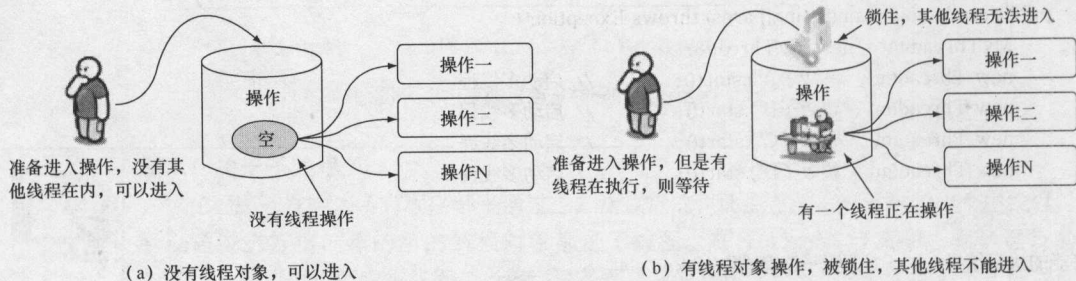 锁住，其他线程无法进入
操作
空
操作一
操作二
操作N
准备进入操作，没有其
他线程在内，可以进入
没有线程操作
(a) 没有线程对象，可以进入
操作
操作一
操作二
操作N
准备进入操作，但是有
线程在执行，则等待
有一个线程正在操作
(b) 有线程对象操作，被锁住，其他线程不能进入